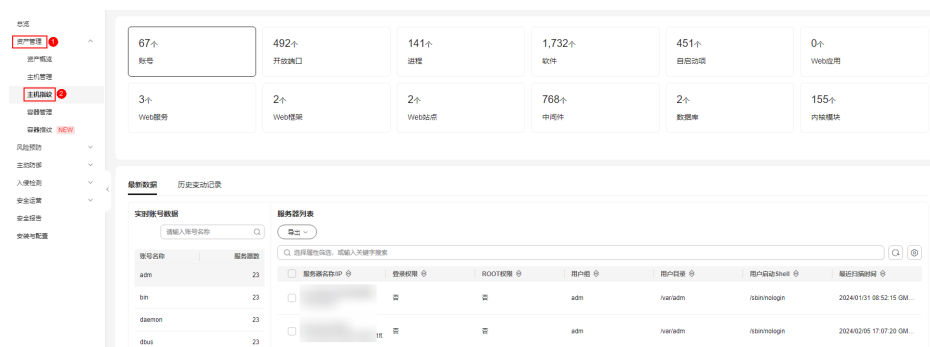 总览
资产管理 1
资产概览
主机管理
主机指纹 2
容器管理
容器指纹 NEW
风险预防
主动防御
入侵检测
安全运营
安全报告
安装与配置
67个
账号
492个
开放端口
141个
进程
1,732个
软件
451个
自启动项
0个
Web应用
3个
Web服务
2个
Web框架
2个
Web站点
768个
中间件
2个
数据库
155个
内核模块
最新数据 历史变动记录
实时账号数据
请输入账号名称
账号名称 服务器数
adm 23
bin 23
daemon 23
dbus 23
服务器列表
导出
选择属性筛选，或输入关键字搜索
服务器名称/IP 登录权限 ROOT权限 用户组 用户目录 用户启动Shell 最近扫描时间
否 否 adm /var/adm /sbin/nologin 2024/01/31 08:52:15 GM...
否 否 adm /var/adm /sbin/nologin 2024/02/05 17:07:20 GM...